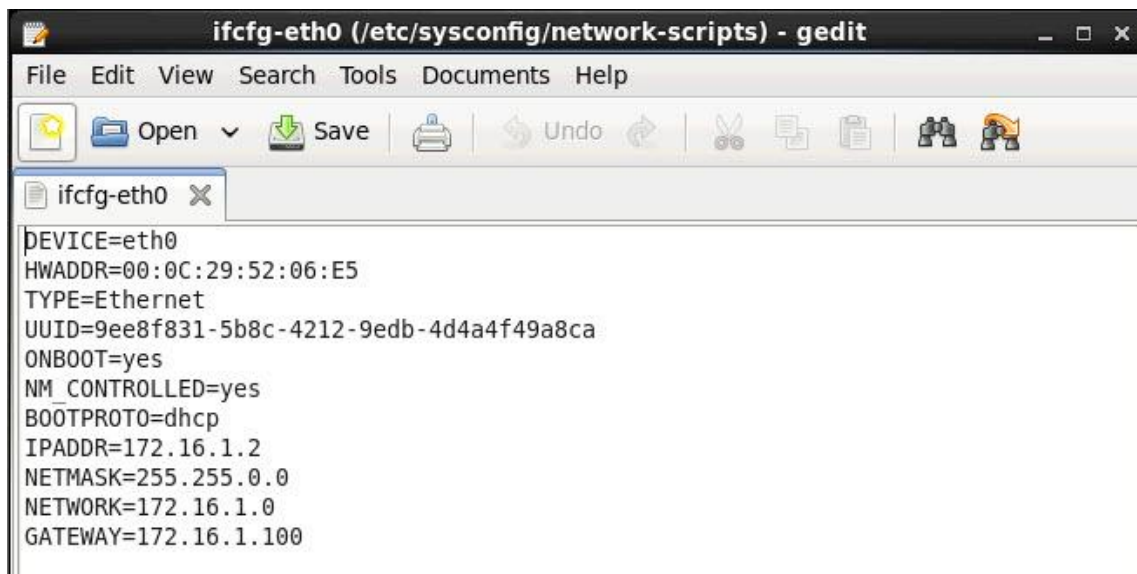 ifcfg-eth0 (/etc/sysconfig/network-scripts) - gedit
File Edit View Search Tools Documents Help
Open Save Undo
ifcfg-eth0
DEVICE=eth0
HWADDR=00:0C:29:52:06:E5
TYPE=Ethernet
UUID=9ee8f831-5b8c-4212-9edb-4d4a4f49a8ca
ONBOOT=yes
NM_CONTROLLED=yes
BOOTPROTO=dhcp
IPADDR=172.16.1.2
NETMASK=255.255.0.0
NETWORK=172.16.1.0
GATEWAY=172.16.1.100